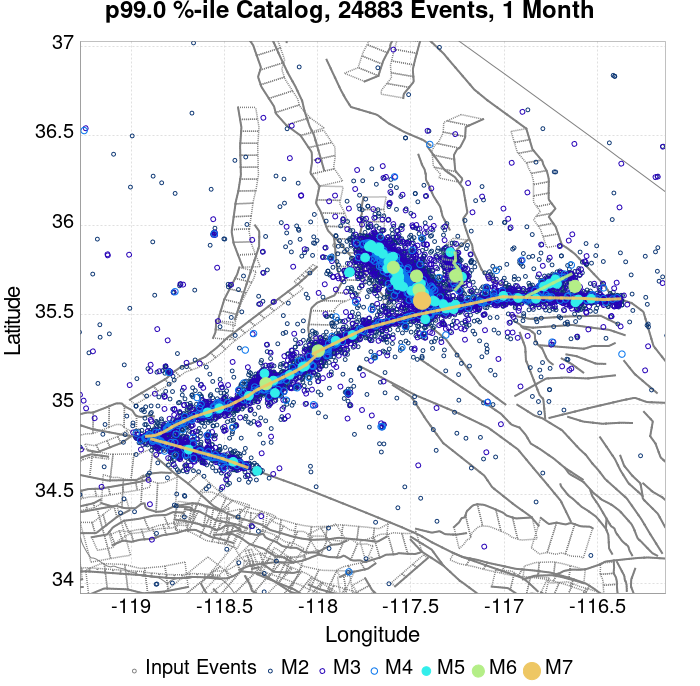 p99.0 %-ile Catalog, 24883 Events, 1 Month
37
36.5
36
35.5
35
34.5
34
Latitude
-119
-118.5
-118
-117.5
-117
-116.5
Longitude
Input Events
M2
M3
M4
M5
M6
M7